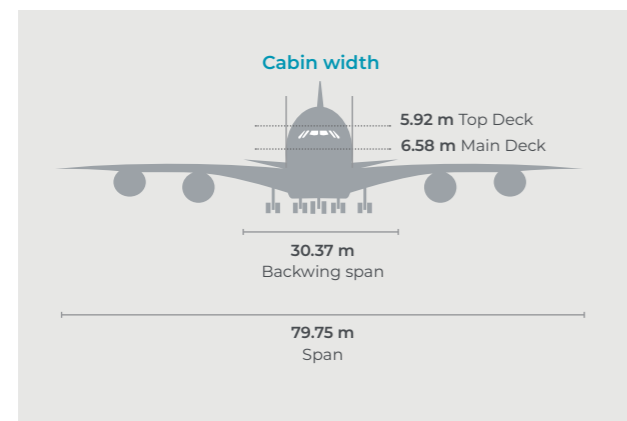 Cabin width
5.92 m Top Deck
6.58 m Main Deck
30.37 m
Backwing span
79.75 m
Span